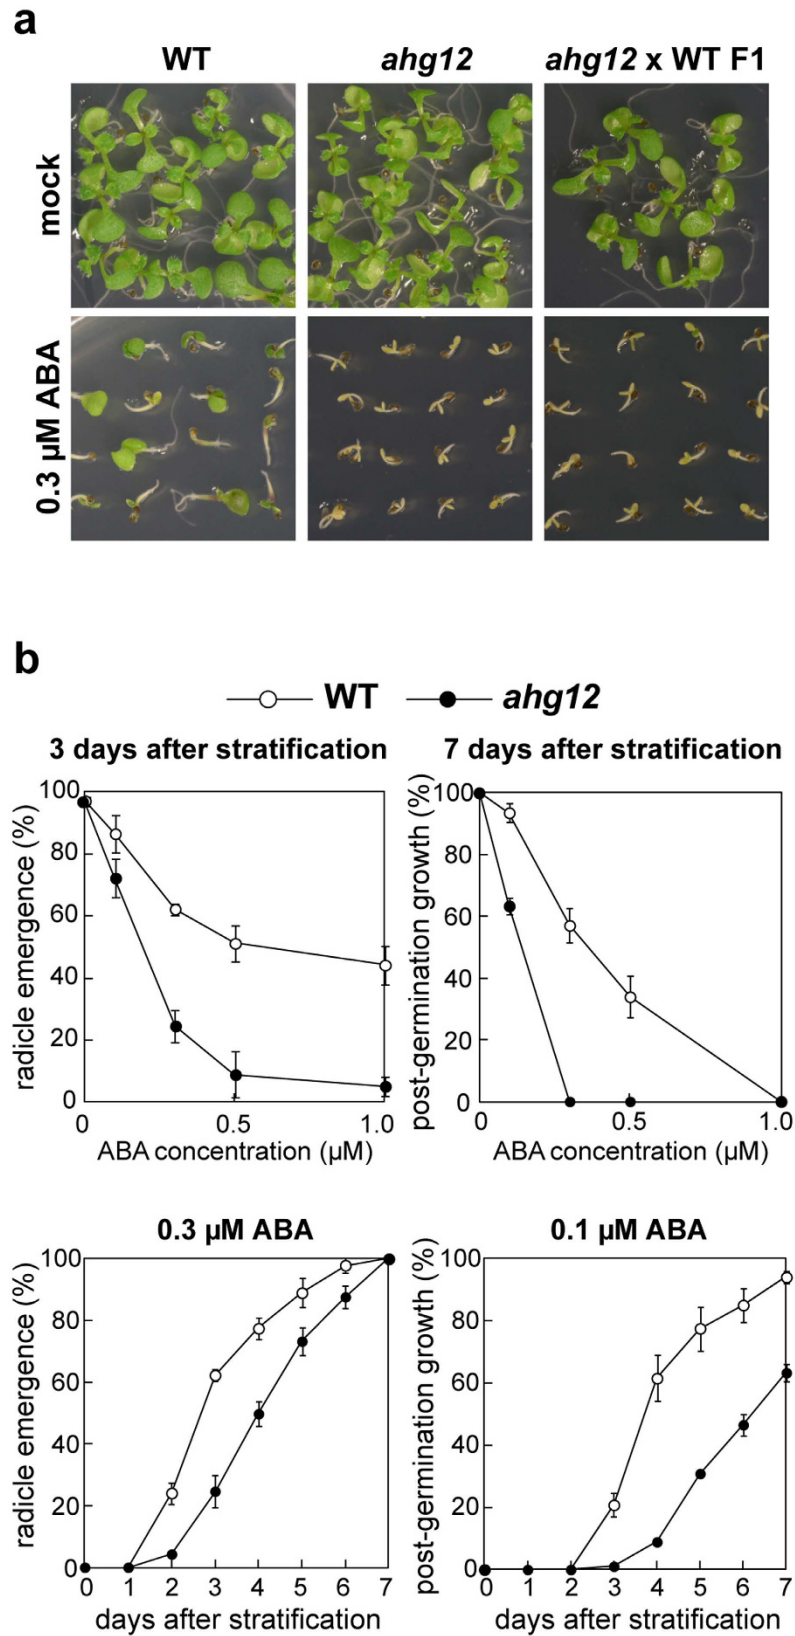 a
WT ahg12 ahg12 x WT F1
mock
0.3 µM ABA
b
WT ahg12
3 days after stratification
radicle emergence (%)
100
80
60
40
20
0
0 0.5 1.0
ABA concentration (µM)
7 days after stratification
post-germination growth (%)
100
80
60
40
20
0
0 0.5 1.0
ABA concentration (µM)
0.3 µM ABA
radicle emergence (%)
100
80
60
40
20
0
0 1 2 3 4 5 6 7
days after stratification
0.1 µM ABA
post-germination growth (%)
100
80
60
40
20
0
0 1 2 3 4 5 6 7
days after stratification